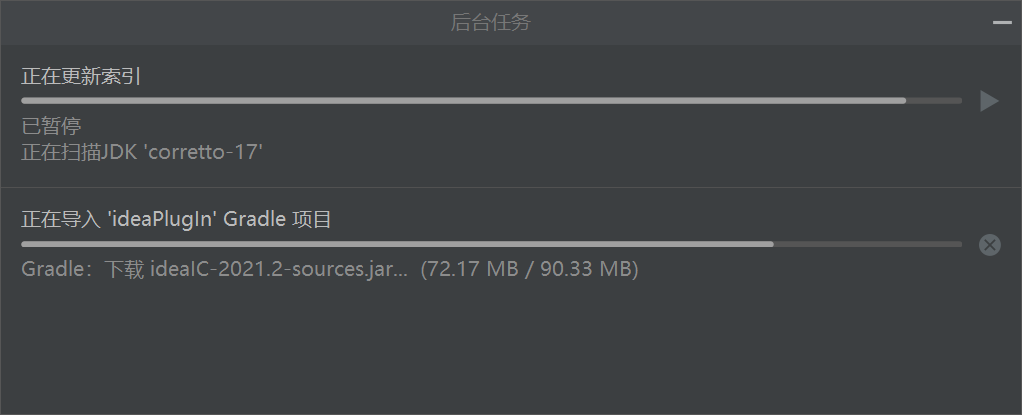 后台任务
正在更新索引
已暂停
正在扫描JDK 'corretto-17'
正在导入 'ideaPlugIn' Gradle 项目
Gradle：下载 ideaIC-2021.2-sources.jar... (72.17 MB / 90.33 MB)